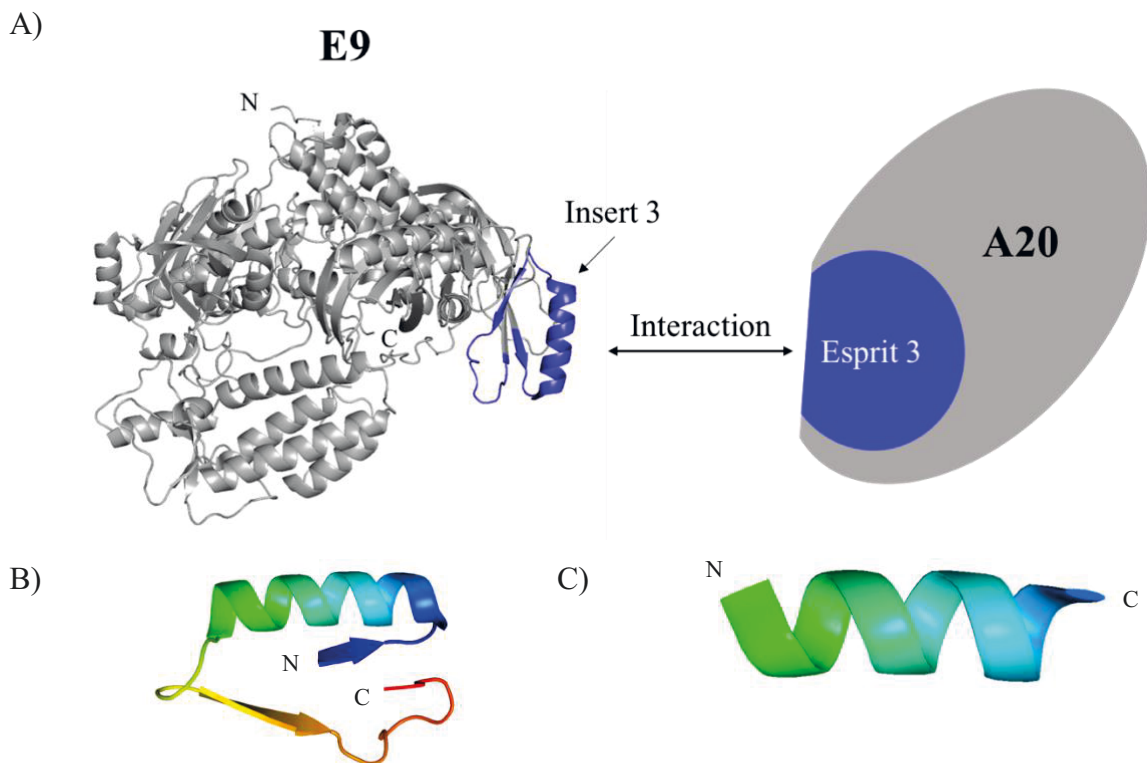 A)
E9
N
Insert 3
A20
C
Interaction
Esprit 3
B)
N
C
C)
N
C